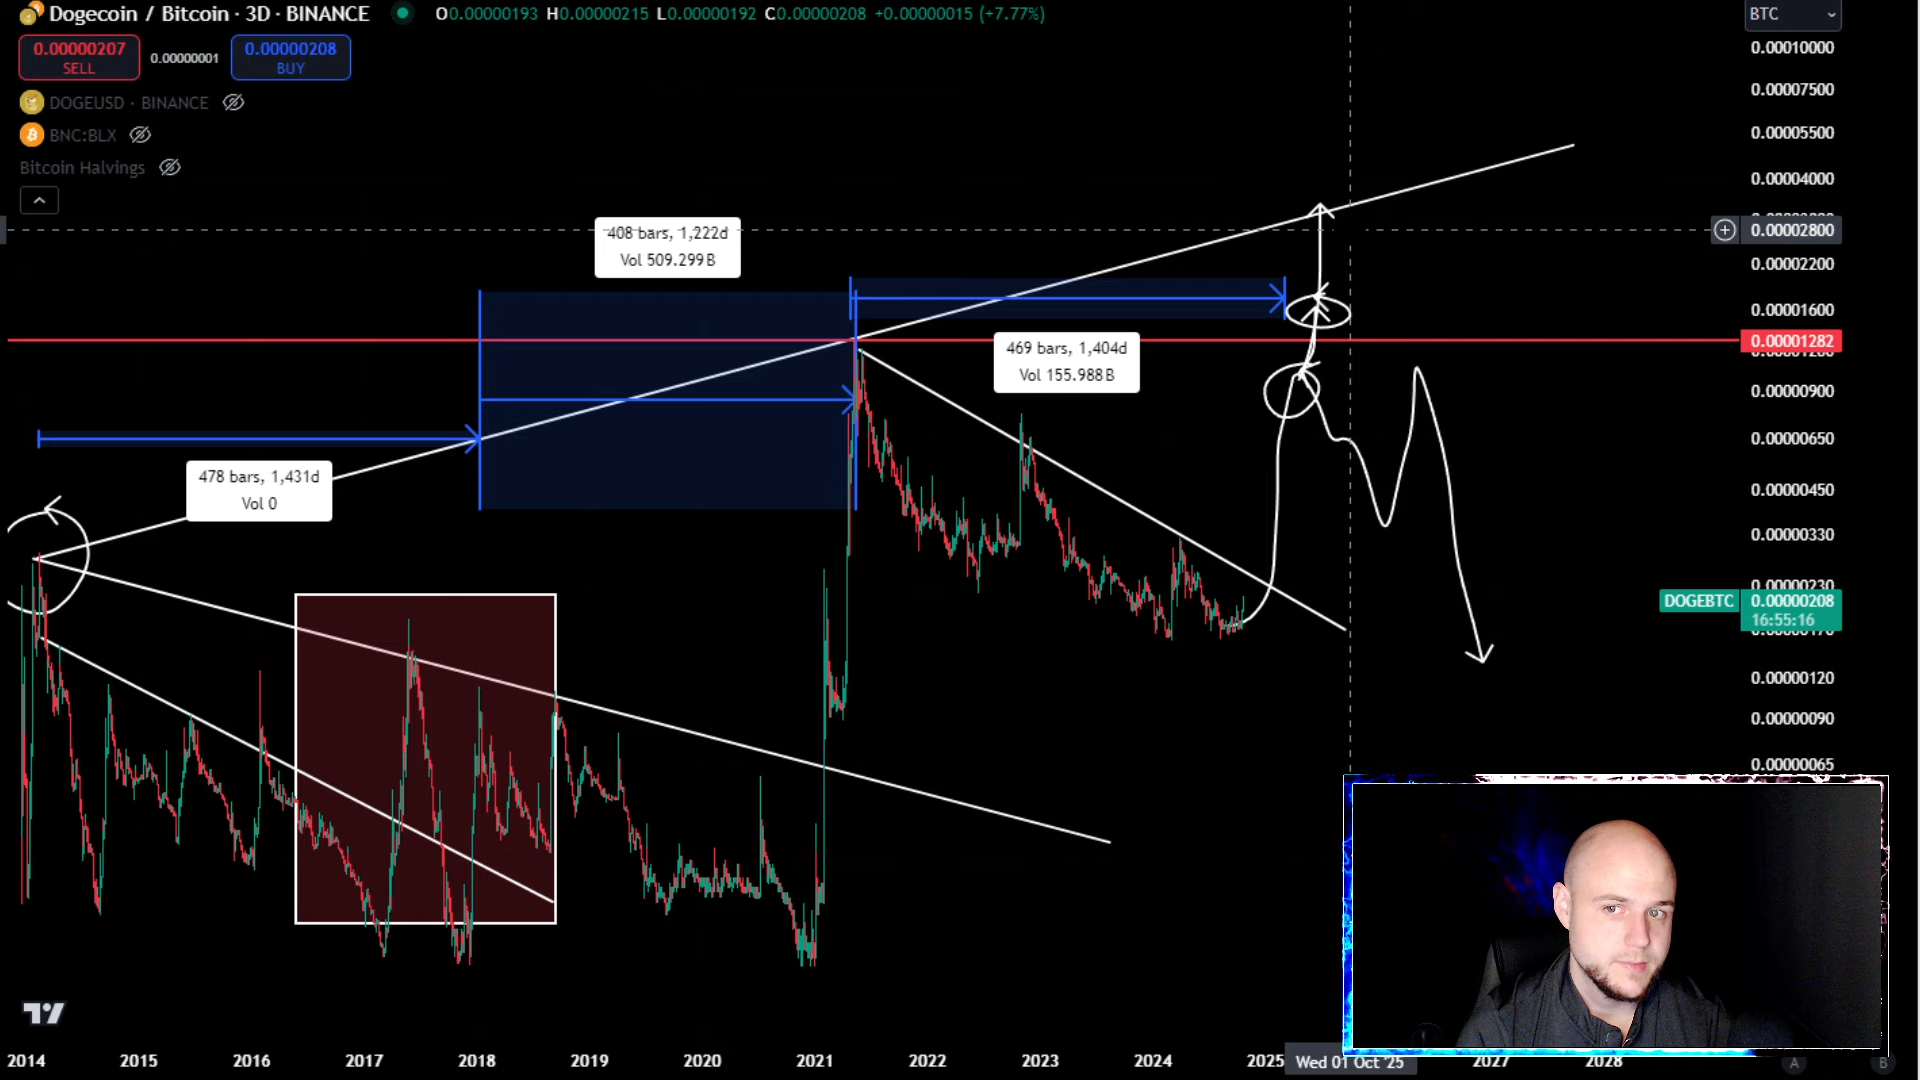 Dogecoin / Bitcoin · 3D · BINANCE O0.00000193 H0.00000215 L0.00000192 C0.00000208 +0.00000015 (+7.77%)
BTC
0.00000207
SELL
0.00000001
0.00000208
BUY
DOGEUSD · BINANCE
BNC:BLX
Bitcoin Halvings
408 bars, 1,222d
Vol 509.299B
469 bars, 1,404d
Vol 155.988B
478 bars, 1,431d
Vol 0
0.00010000
0.00007500
0.00005500
0.00004000
0.00002800
0.00002200
0.00001600
0.00001282
0.00000900
0.00000650
0.00000450
0.00000330
0.00000230
DOGEBTC 0.00000208
16:55:16
0.00000120
0.00000090
0.00000065
2014 2015 2016 2017 2018 2019 2020 2021 2022 2023 2024 2025 Wed 01 Oct '25 2027 2028
A B